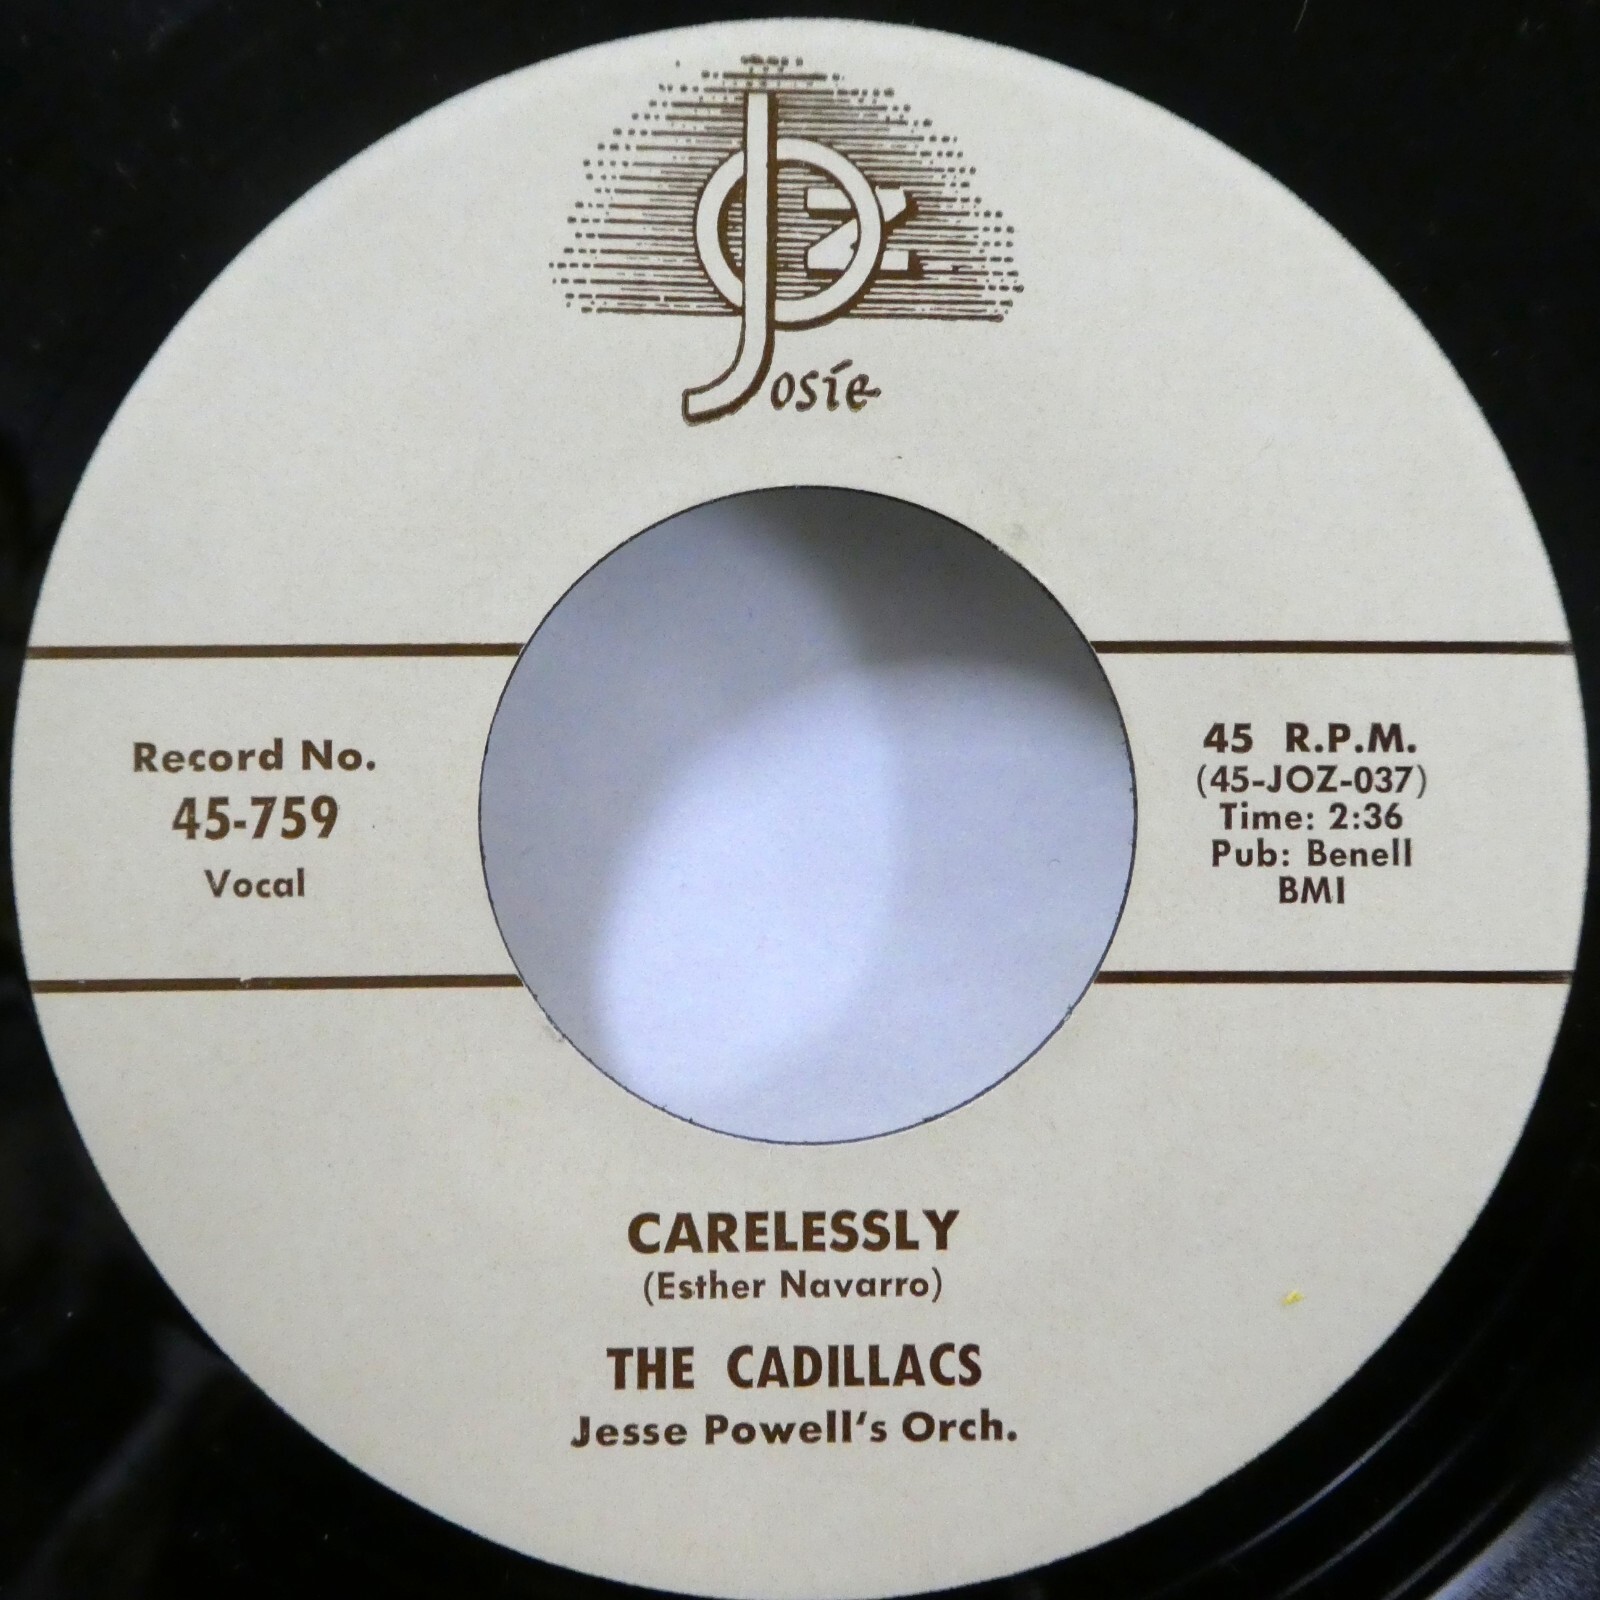 JOZ
Josie
Record No.
45-759
Vocal
45 R.P.M.
(45-JOZ-037)
Time: 2:36
Pub: Benell
BMI
CARELESSLY
(Esther Navarro)
THE CADILLACS
Jesse Powell's Orch.